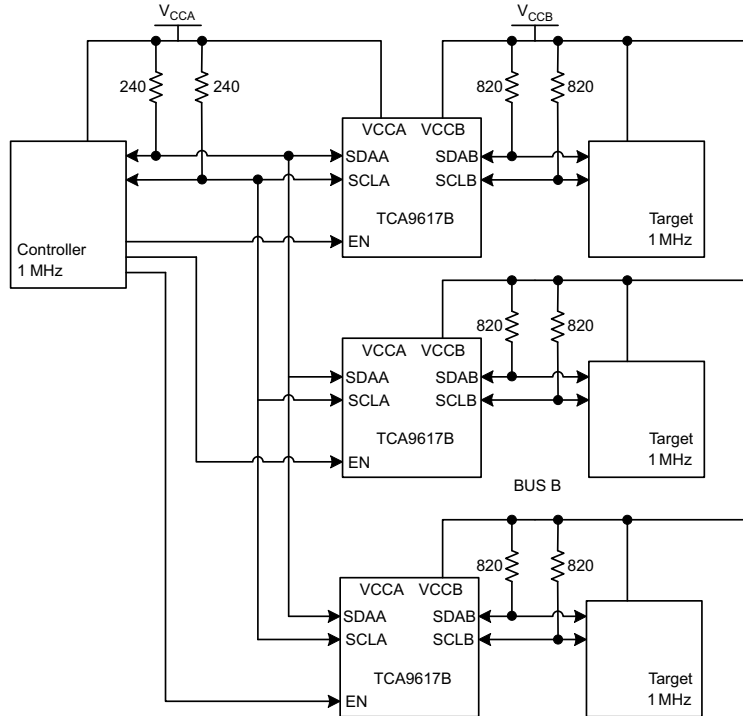 VCCA
VCCB
240
240
820
820
VCCA VCCB
SDAA SDAB
SCLA SCLB
TCA9617B
EN
Controller
1 MHz
Target
1 MHz
820
820
VCCA VCCB
SDAA SDAB
SCLA SCLB
TCA9617B
EN
Target
1 MHz
BUS B
820
820
VCCA VCCB
SDAA SDAB
SCLA SCLB
TCA9617B
EN
Target
1 MHz